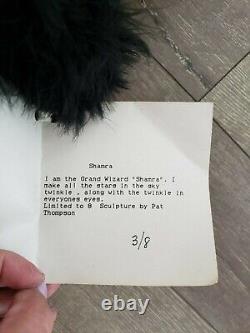 Shamra
I am the Grand Wizard "Shamra", I
make all the stars in the sky
twinkle , along with the twinkle in
everyones eyes.
Limited to 8 Sculpture by Pat
Thompson
3/8